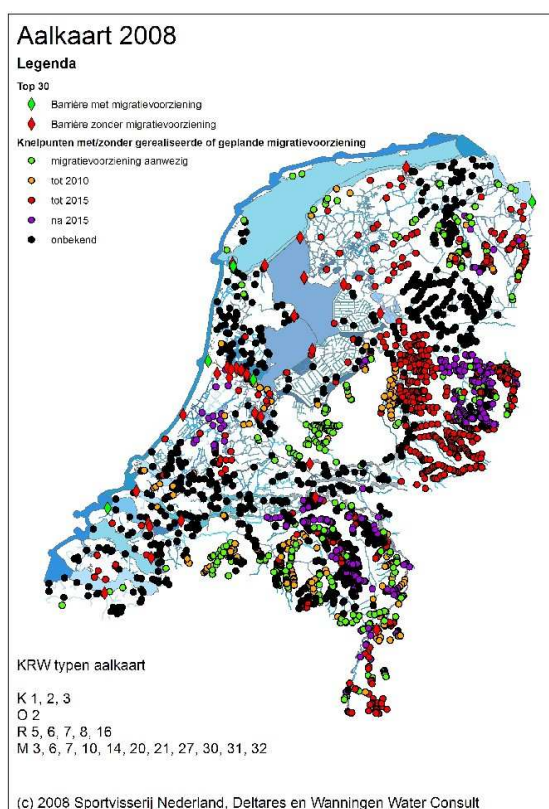 Aalkaart 2008
Legenda
Top 30
Barrière met migratievoorziening
Barrière zonder migratievoorziening
Knelpunten met/zonder gerealiseerde of geplande migratievoorziening
migratievoorziening aanwezig
tot 2010
tot 2015
na 2015
onbekend
KRW typen aalkaart
K 1, 2, 3
O 2
R 5, 6, 7, 8, 16
M 3, 6, 7, 10, 14, 20, 21, 27, 30, 31, 32
(c) 2008 Sportvisserij Nederland, Deltares en Wanningen Water Consult